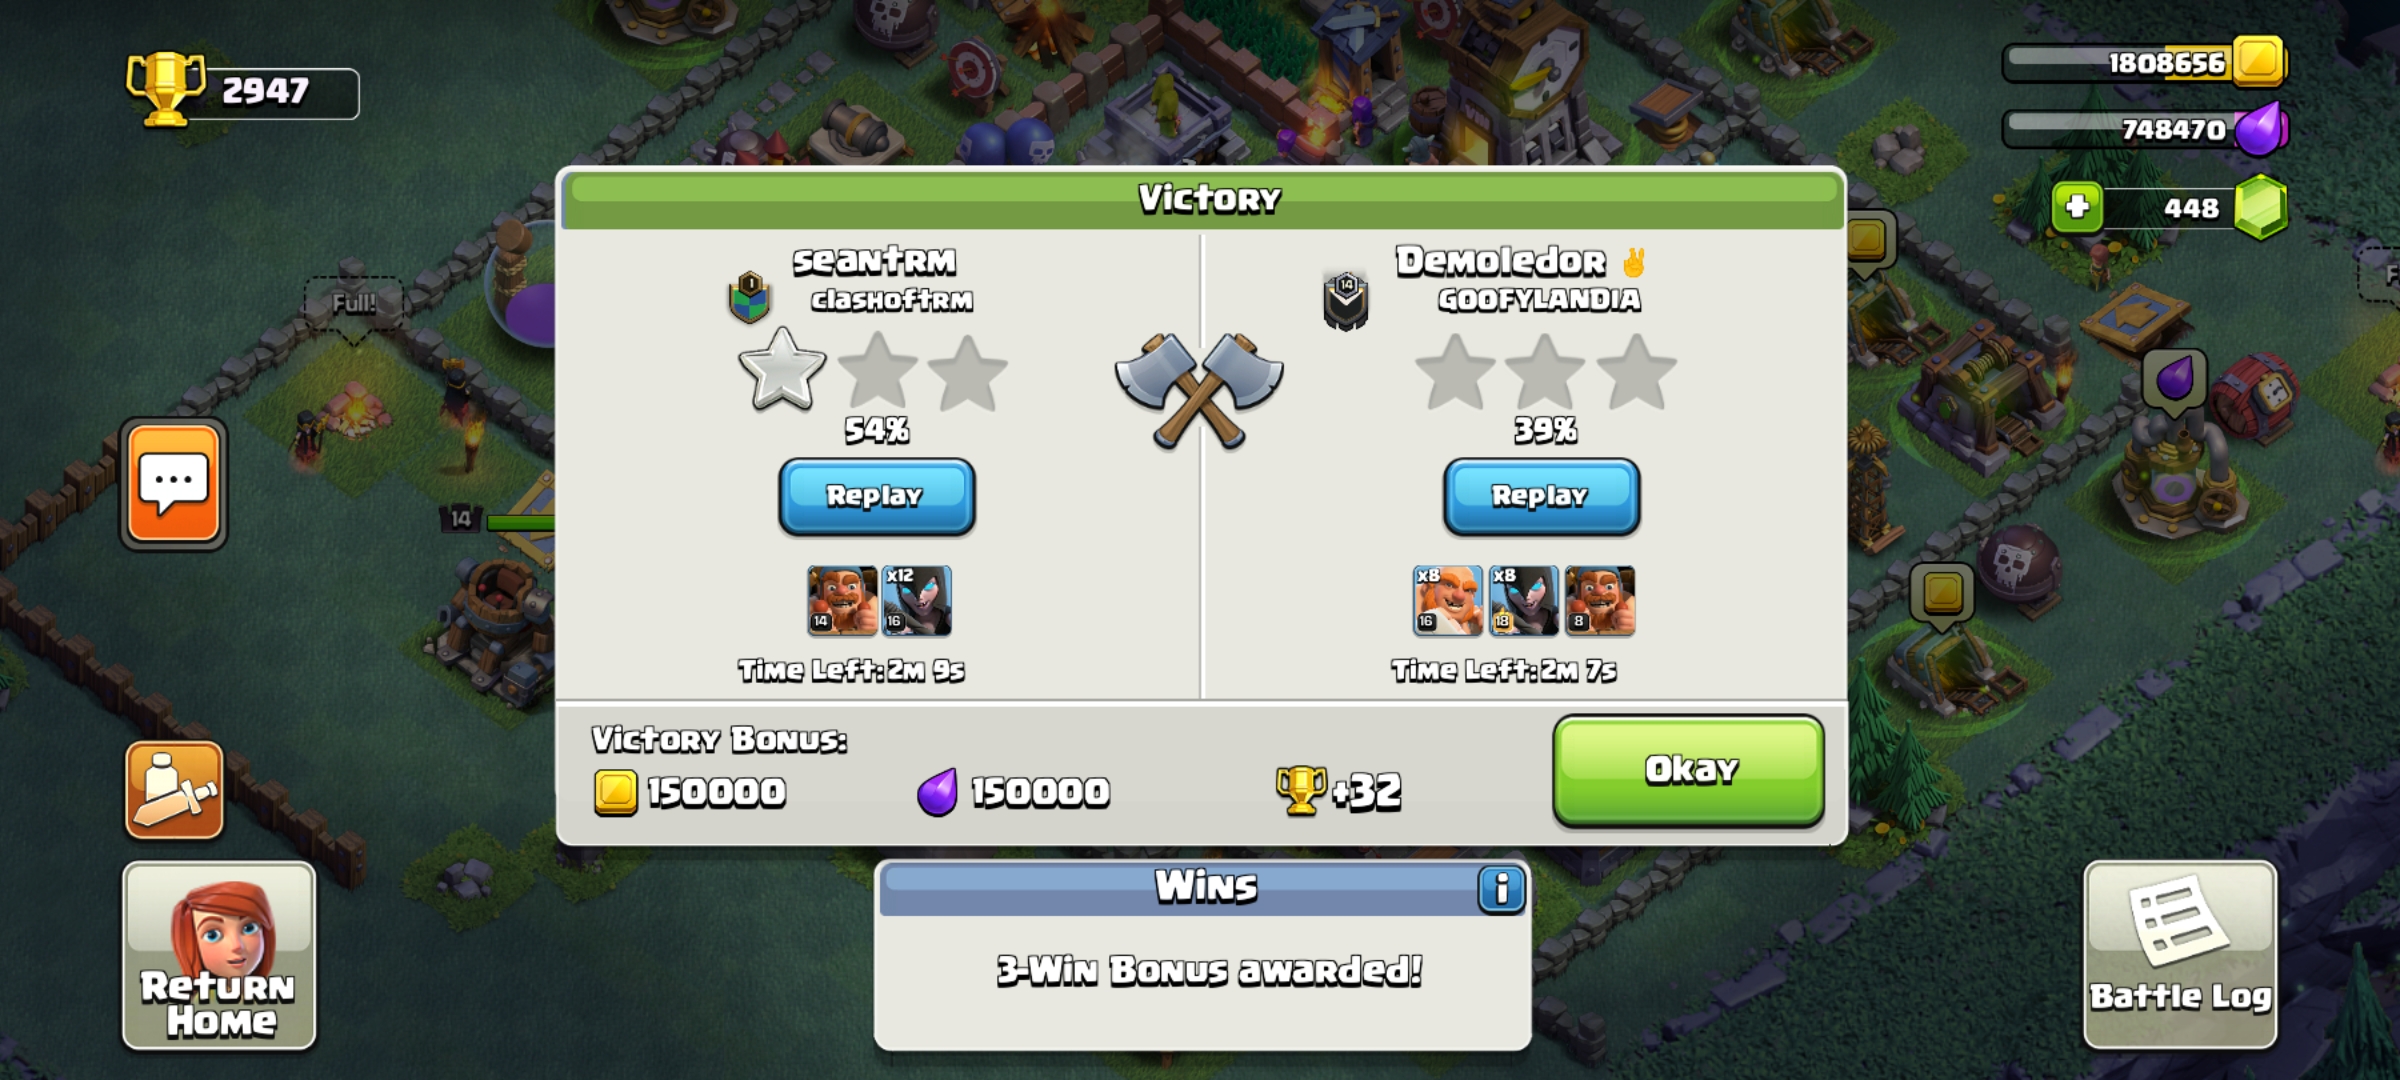 2947
1808656
748470
448
Full!
14
Victory
seantrm
1
clashoftrm
Demoledor ✌
14
GOOFYLANDIA
54%
39%
Replay
Replay
14
x12
16
x8
16
x8
18
8
Time Left:2m 9s
Time Left:2m 7s
Victory Bonus:
150000
150000
+32
Okay
Wins
i
3-Win Bonus awarded!
Return
Home
Battle Log